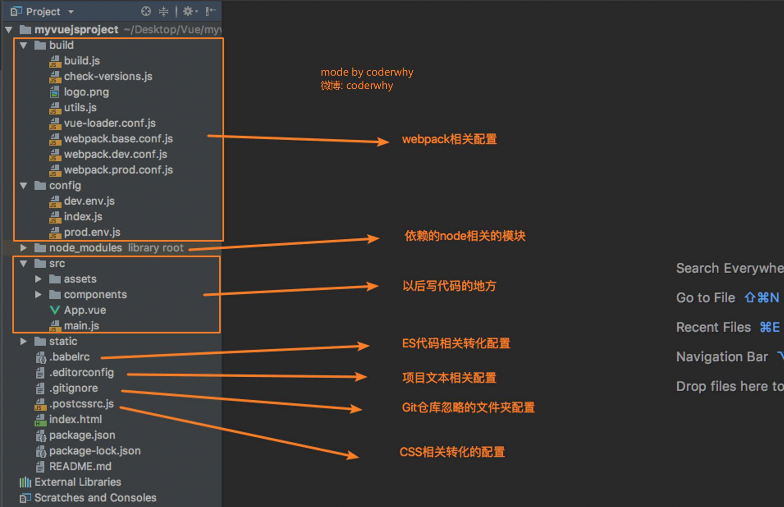 Project
myvuejsproject ~/Desktop/Vue/myv
build
build.js
check-versions.js
logo.png
utils.js
vue-loader.conf.js
webpack.base.conf.js
webpack.dev.conf.js
webpack.prod.conf.js
config
dev.env.js
index.js
prod.env.js
node_modules library root
src
assets
components
App.vue
main.js
static
.babelrc
.editorconfig
.gitignore
.postcssrc.js
index.html
package.json
package-lock.json
README.md
External Libraries
Scratches and Consoles
mode by coderwhy
微博: coderwhy
webpack相关配置
依赖的node相关的模块
以后写代码的地方
ES代码相关转化配置
项目文本相关配置
Git仓库忽略的文件夹配置
CSS相关转化的配置
Search Everywhe
Go to File ⇧⌘N
Recent Files ⌘E
Navigation Bar
Drop files here to